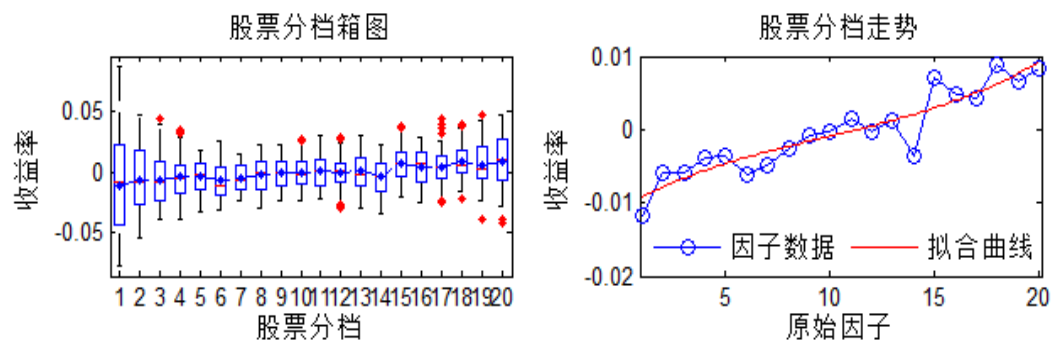 股票分档箱图
收益率
0.05
0
-0.05
1 2 3 4 5 6 7 8 9 10 11 12 13 14 15 16 17 18 19 20
股票分档
股票分档走势
收益率
0.01
0
-0.01
-0.02
因子数据
拟合曲线
5 10 15 20
原始因子